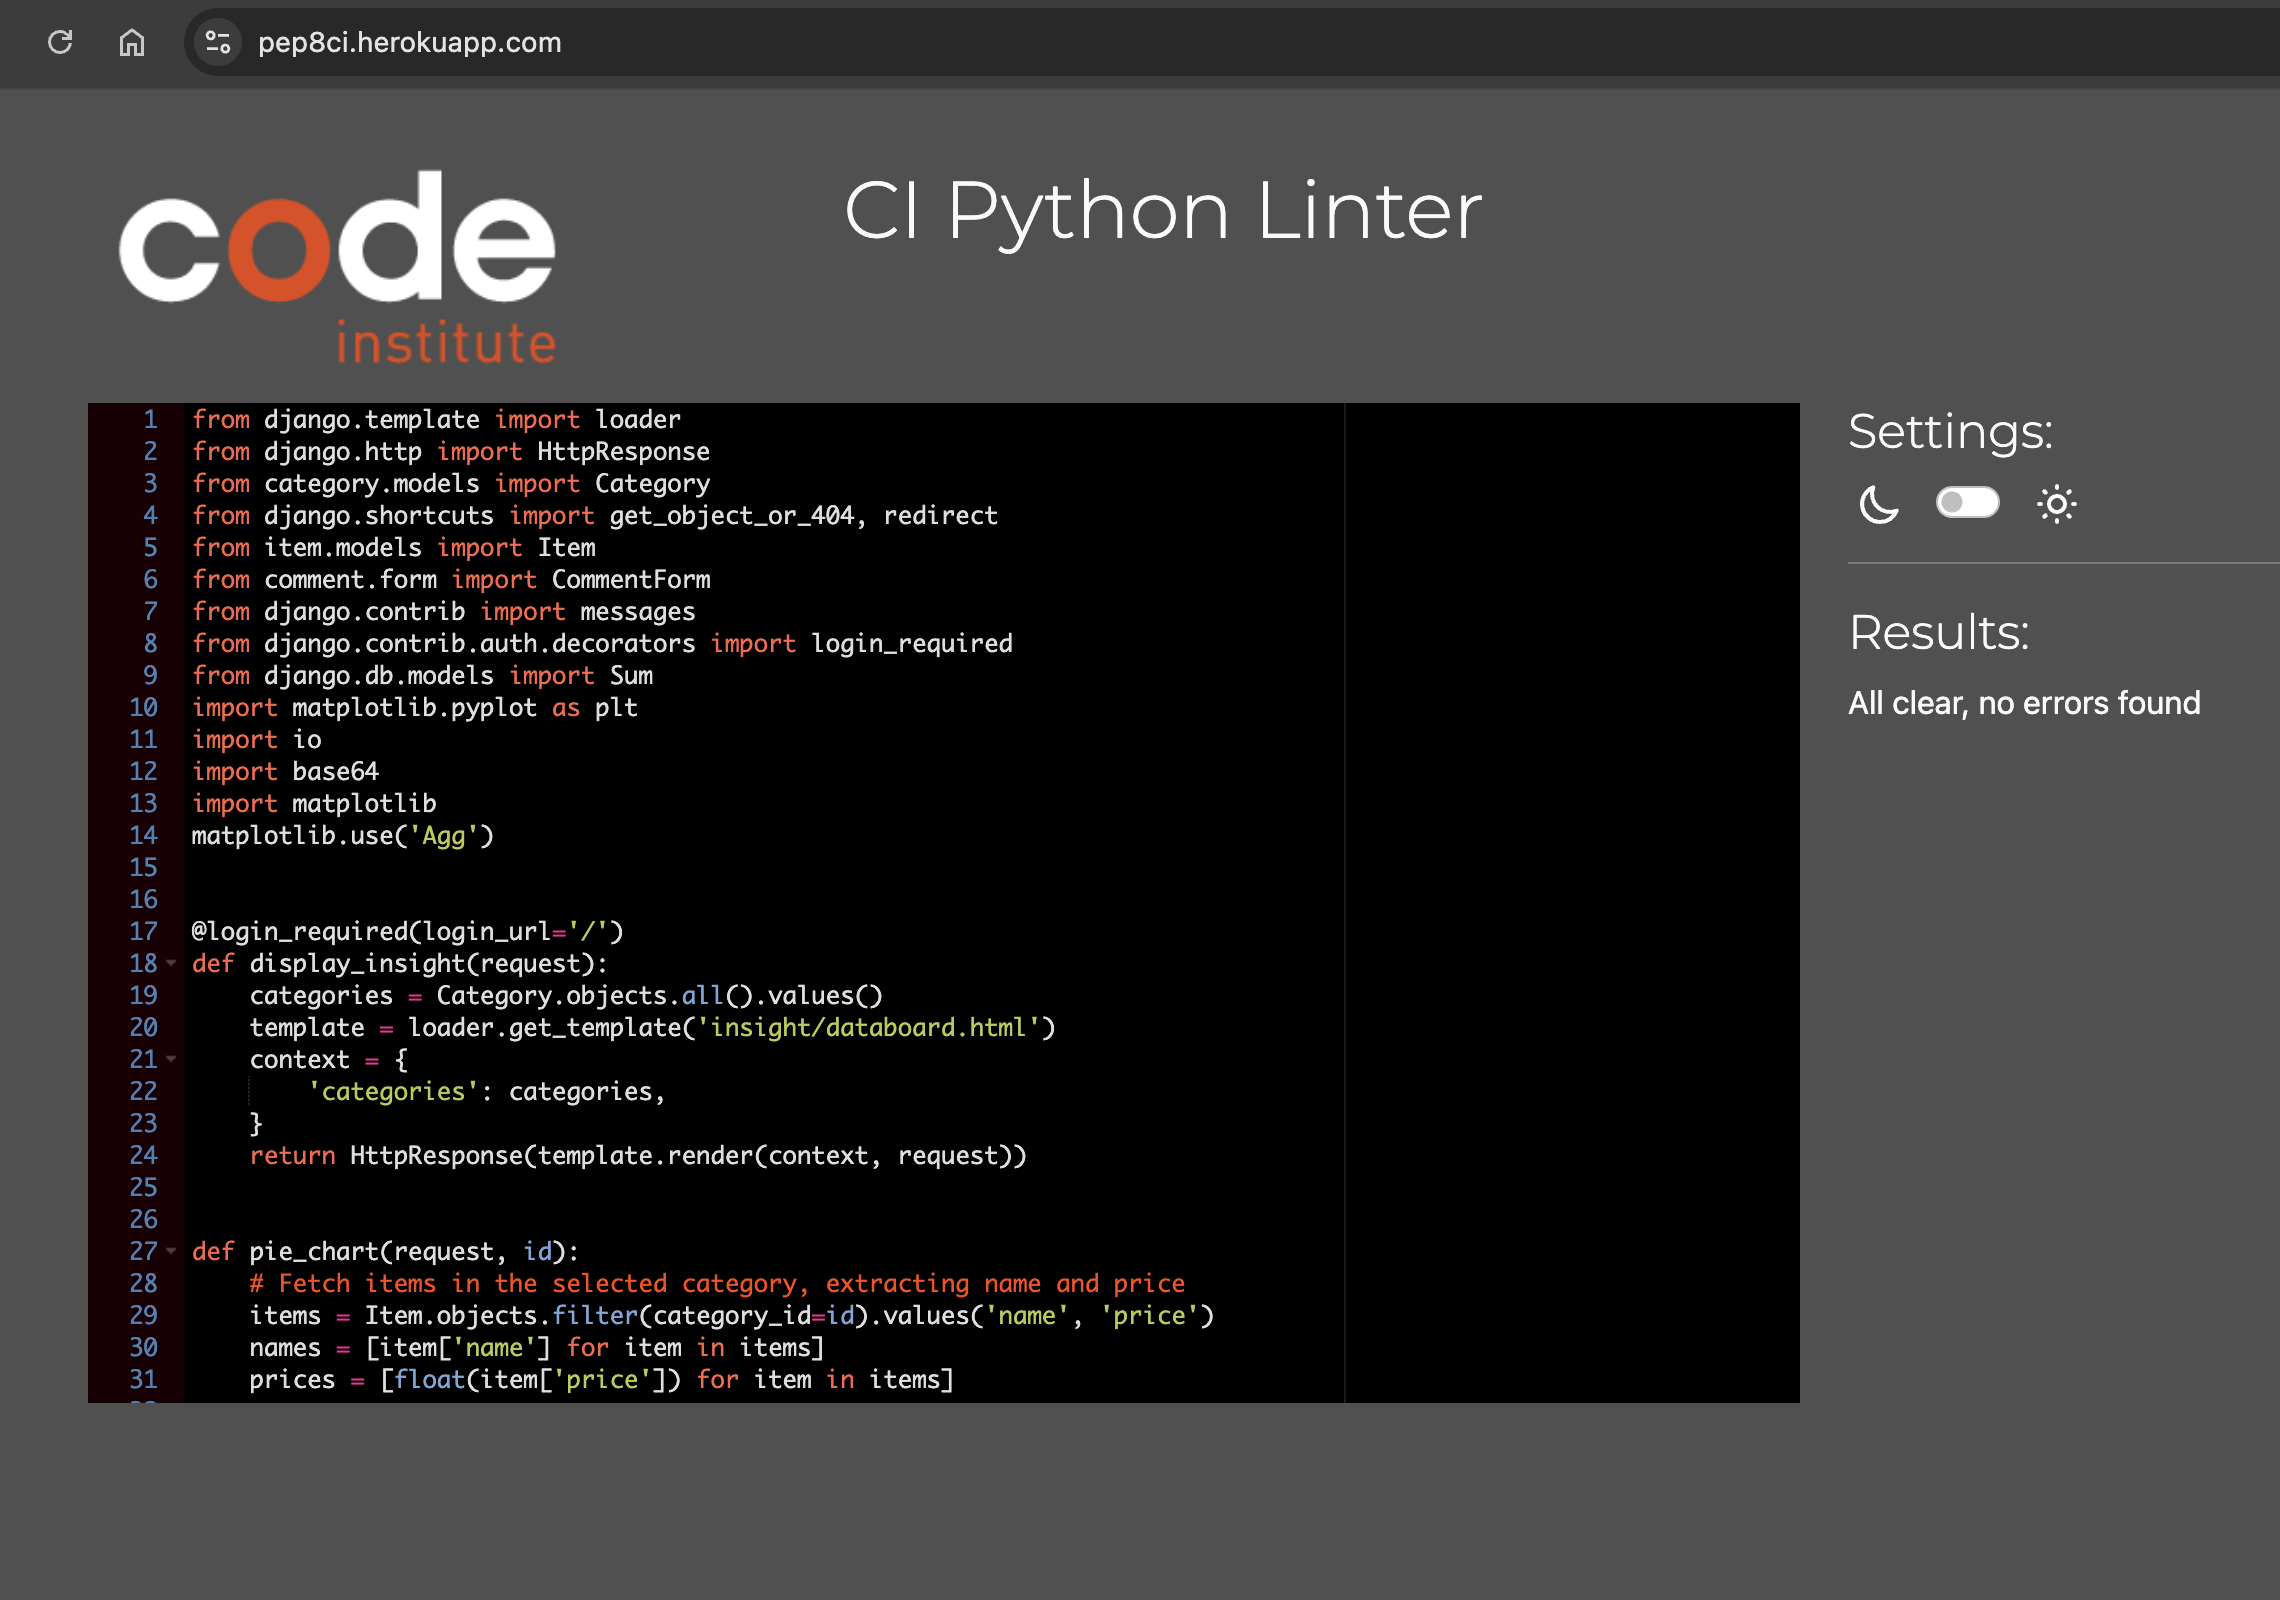 pep8ci.herokuapp.com
code
institute
CI Python Linter
1 from django.template import loader
2 from django.http import HttpResponse
3 from category.models import Category
4 from django.shortcuts import get_object_or_404, redirect
5 from item.models import Item
6 from comment.form import CommentForm
7 from django.contrib import messages
8 from django.contrib.auth.decorators import login_required
9 from django.db.models import Sum
10 import matplotlib.pyplot as plt
11 import io
12 import base64
13 import matplotlib
14 matplotlib.use('Agg')
15
16
17 @login_required(login_url='/')
18 def display_insight(request):
19     categories = Category.objects.all().values()
20     template = loader.get_template('insight/databoard.html')
21     context = {
22         'categories': categories,
23     }
24     return HttpResponse(template.render(context, request))
25
26
27 def pie_chart(request, id):
28     # Fetch items in the selected category, extracting name and price
29     items = Item.objects.filter(category_id=id).values('name', 'price')
30     names = [item['name'] for item in items]
31     prices = [float(item['price']) for item in items]
Settings:
Results:
All clear, no errors found